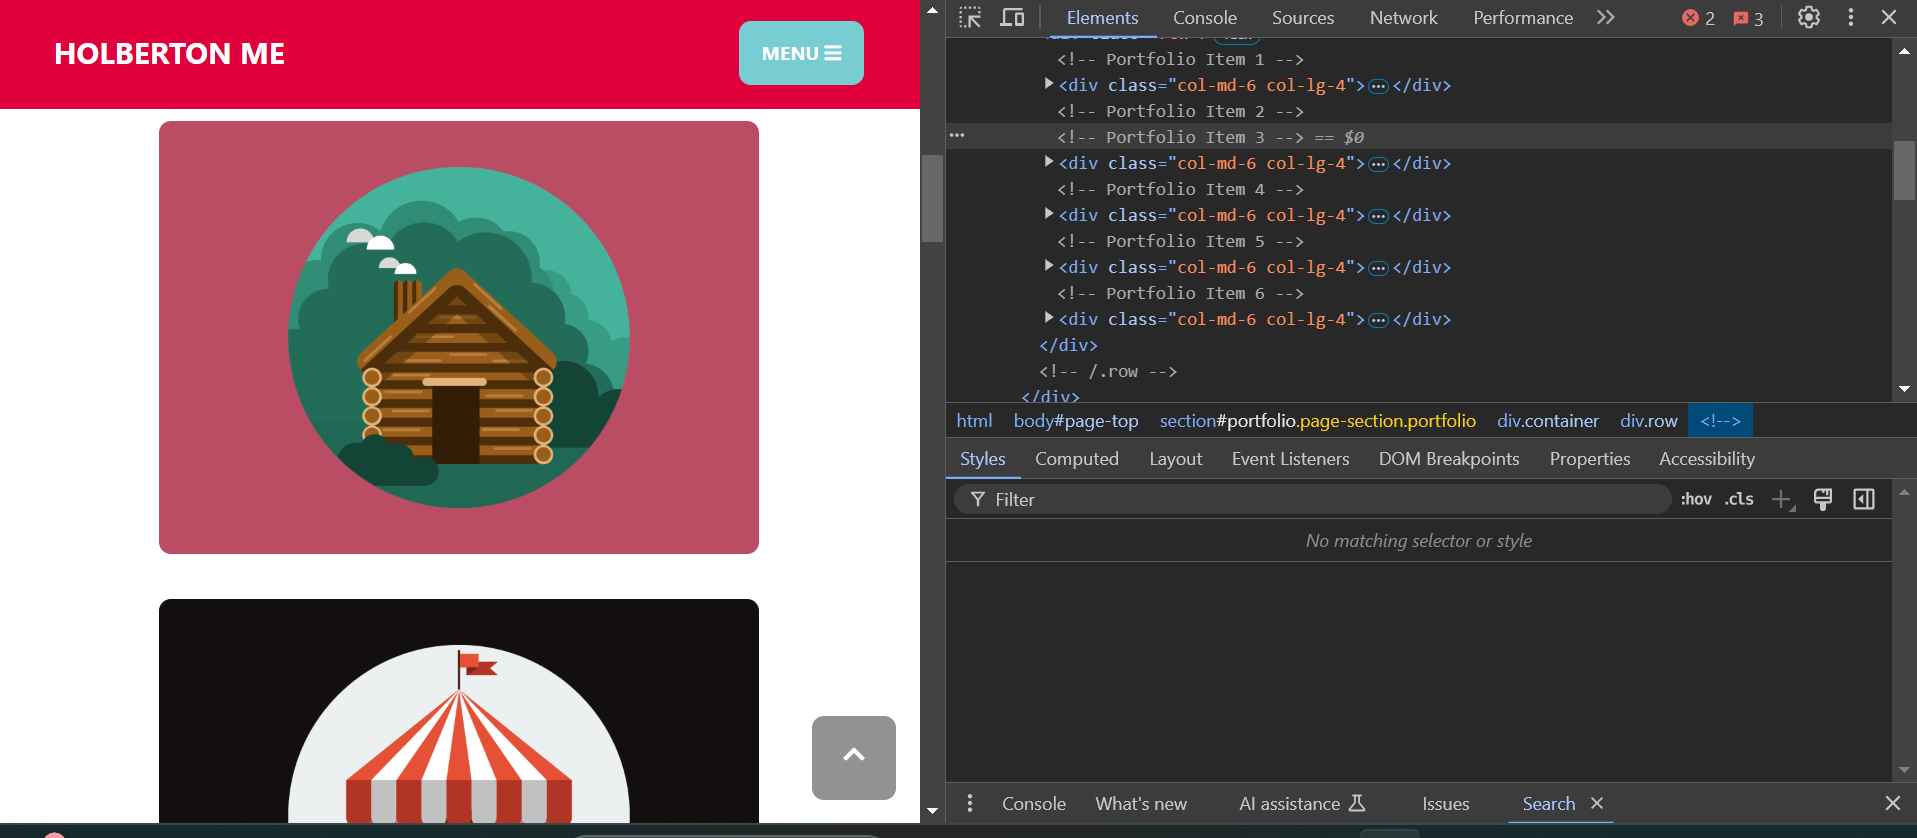 HOLBERTON ME
MENU
Elements Console Sources Network Performance 2 3
<!-- Portfolio Item 1 -->
<div class="col-md-6 col-lg-4">…</div>
<!-- Portfolio Item 2 -->
<!-- Portfolio Item 3 --> == $0
<div class="col-md-6 col-lg-4">…</div>
<!-- Portfolio Item 4 -->
<div class="col-md-6 col-lg-4">…</div>
<!-- Portfolio Item 5 -->
<div class="col-md-6 col-lg-4">…</div>
<!-- Portfolio Item 6 -->
<div class="col-md-6 col-lg-4">…</div>
</div>
<!-- /.row -->
</div>
html body#page-top section#portfolio.page-section.portfolio div.container div.row <!-->
Styles Computed Layout Event Listeners DOM Breakpoints Properties Accessibility
Filter :hov .cls
No matching selector or style
Console What's new AI assistance Issues Search